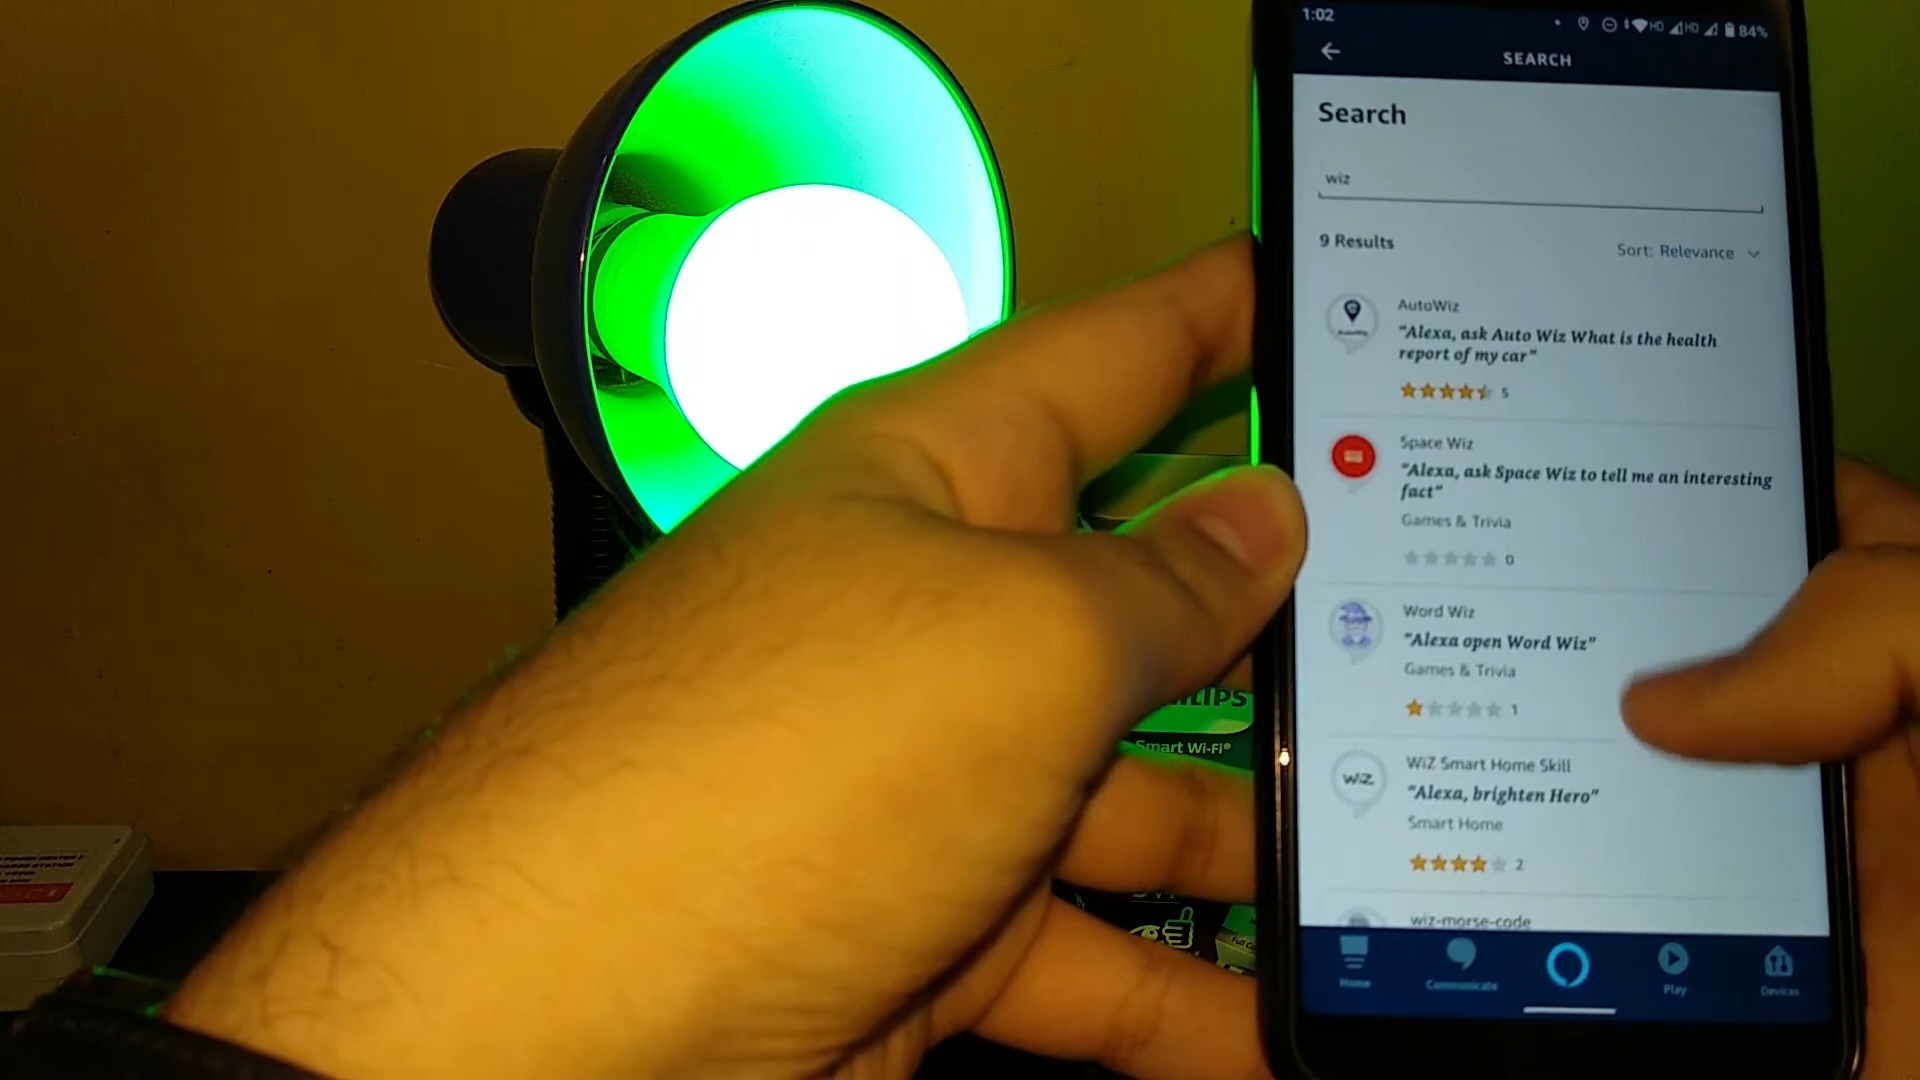 1:02
HD
HD
84%
SEARCH
Search
wiz
9 Results
Sort: Relevance
AutoWiz
"Alexa, ask Auto Wiz What is the health
report of my car"
5
Space Wiz
"Alexa, ask Space Wiz to tell me an interesting
fact"
Games & Trivia
0
Word Wiz
"Alexa open Word Wiz"
Games & Trivia
1
WiZ
WiZ Smart Home Skill
"Alexa, brighten Hero"
Smart Home
2
wiz-morse-code
Home
Communicate
Play
Devices
Smart Wi-Fi®